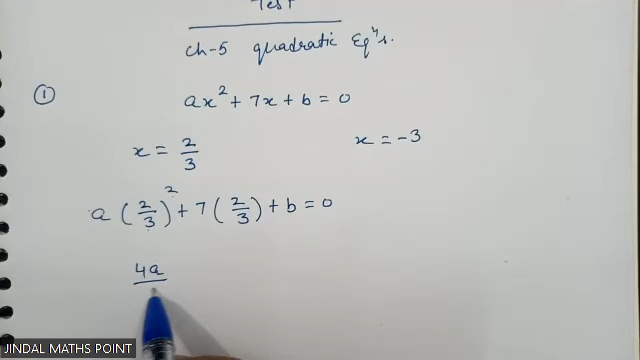 Test
Ch-5 quadratic Eqⁿs.
① ax² + 7x + b = 0
x = 2/3 x = -3
a (2/3)² + 7 (2/3) + b = 0
4a
JINDAL MATHS POINT